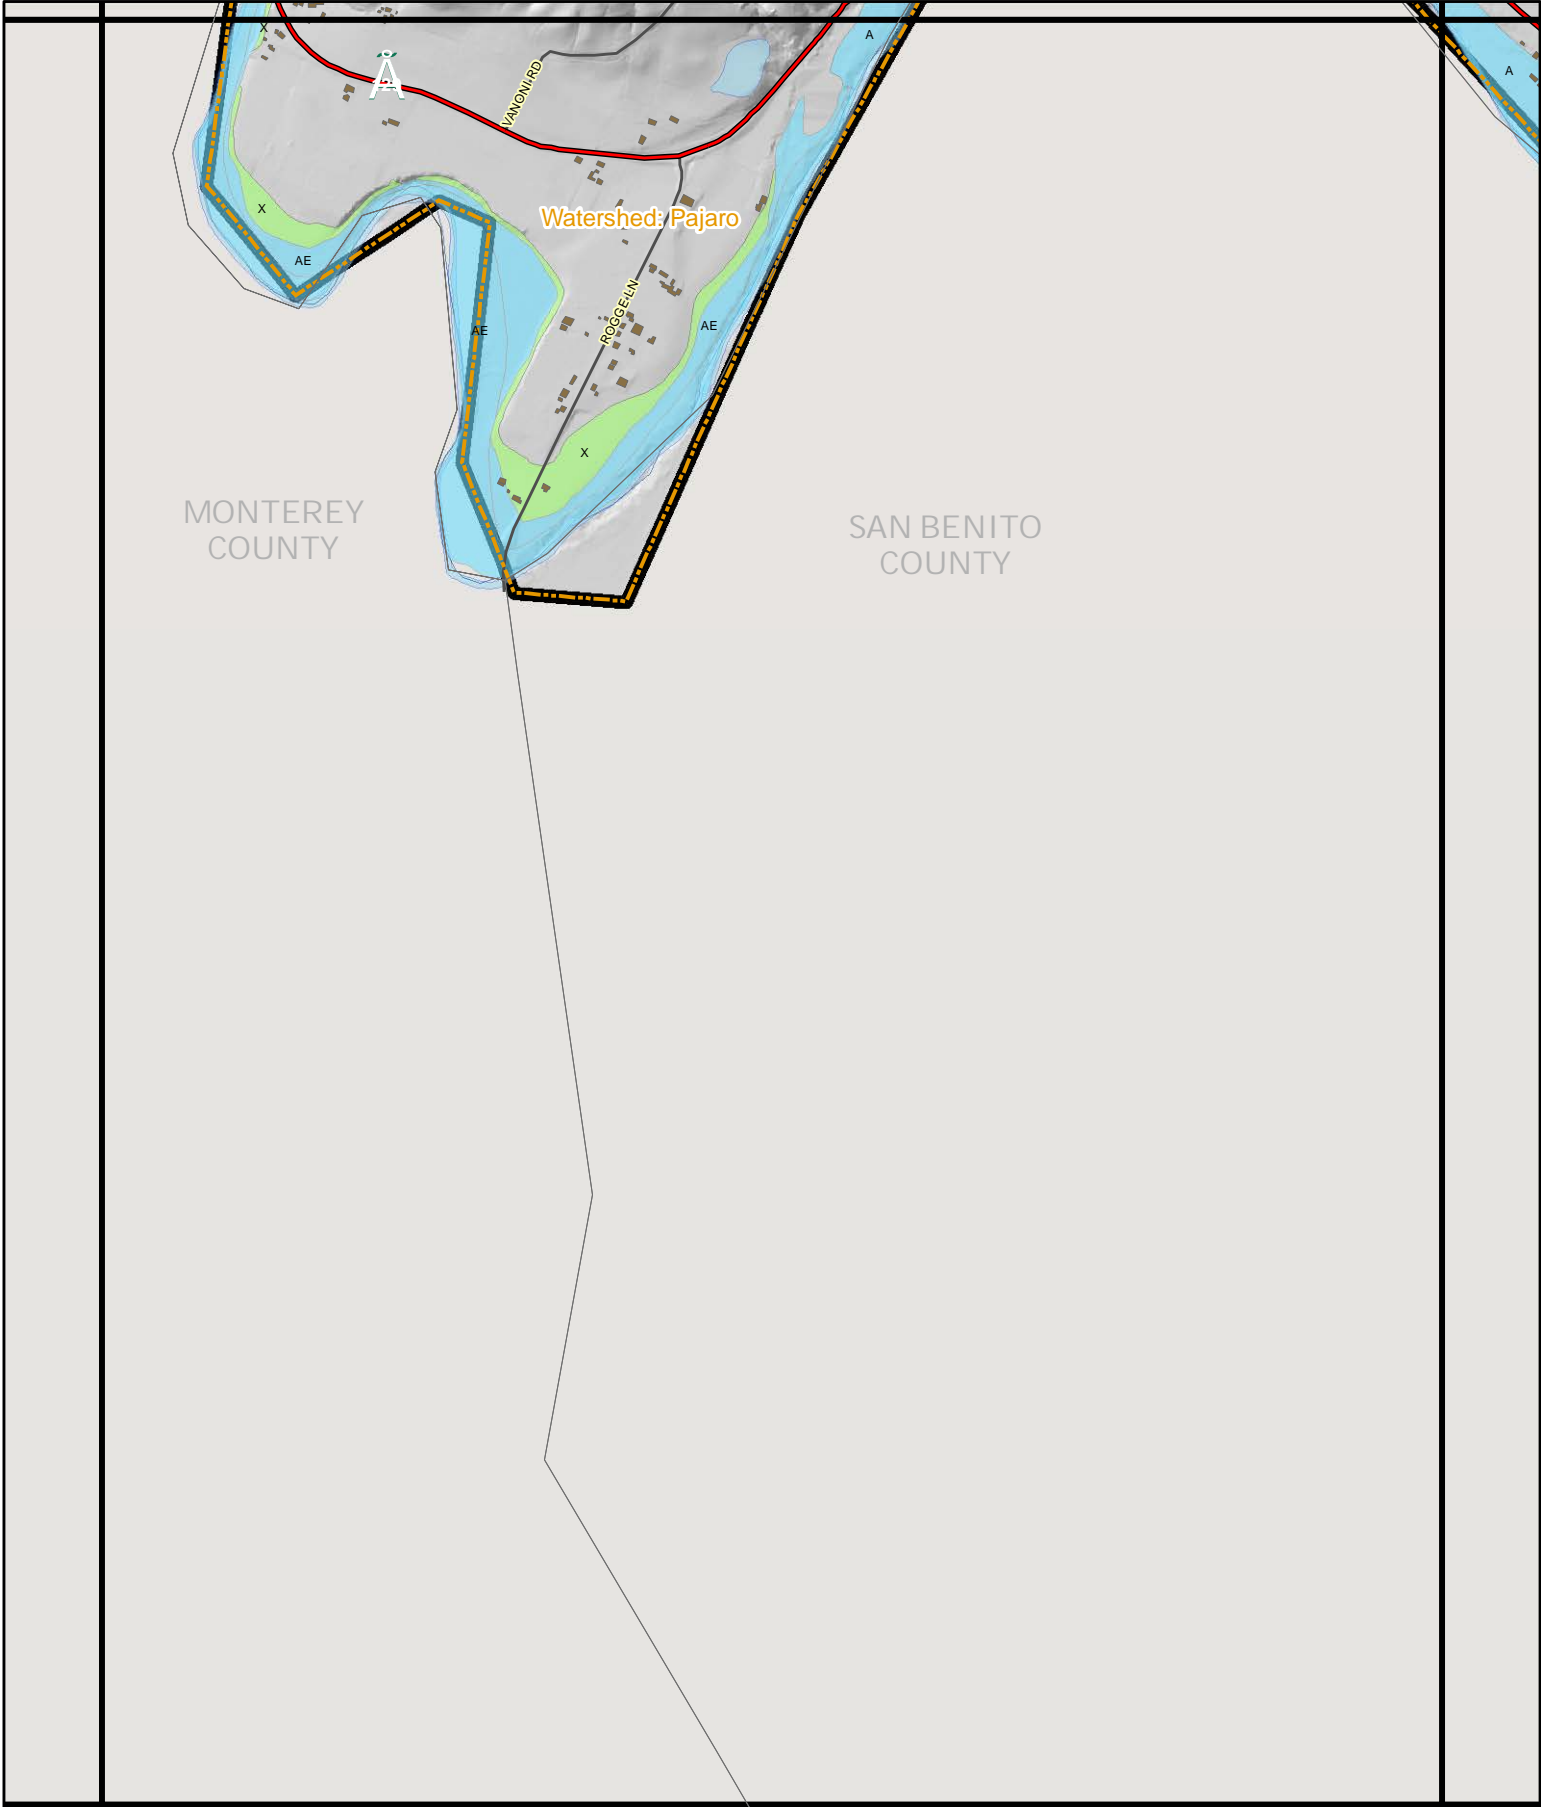 X
A
A
Å
VANONI RD
X
Watershed: Pajaro
AE
AE
ROGGE LN
AE
X
MONTEREY
COUNTY
SAN BENITO
COUNTY